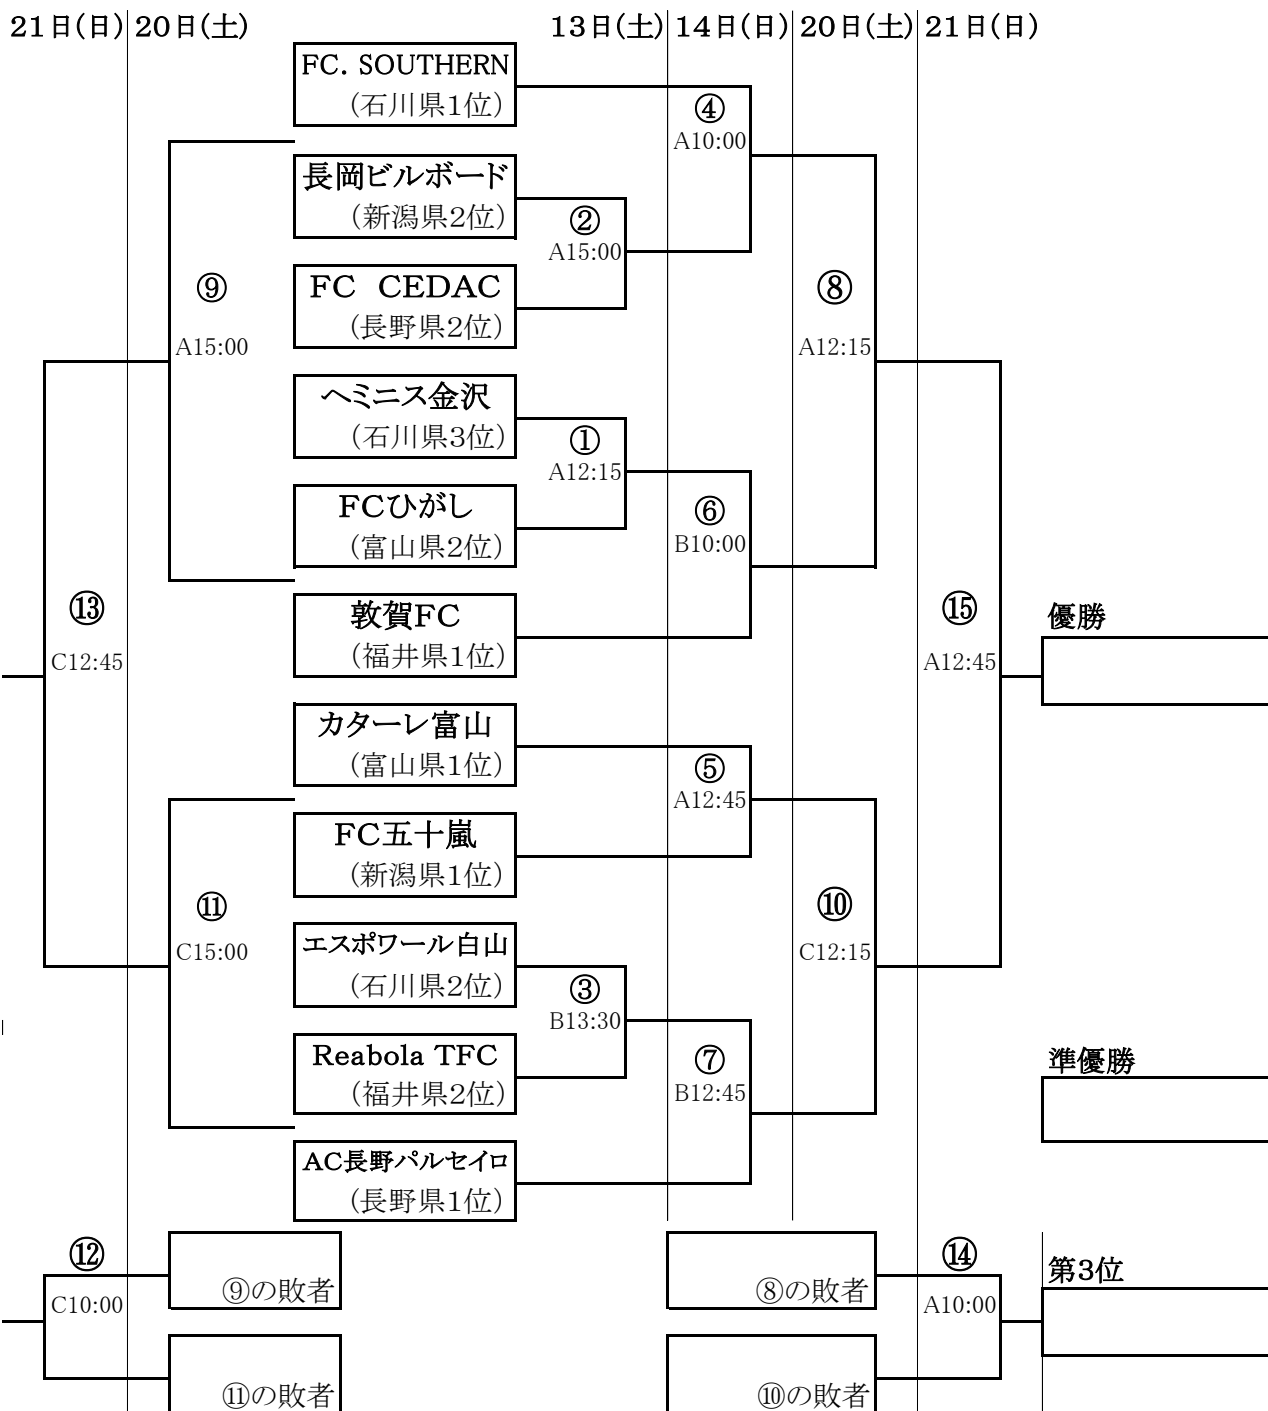 21日(日) 20日(土) 13日(土) 14日(日) 20日(土) 21日(日)
FC. SOUTHERN
(石川県1位)
④
A10:00
長岡ビルボード
(新潟県2位)
②
A15:00
⑨
A15:00
FC　CEDAC
(長野県2位)
⑧
A12:15
ヘミニス金沢
(石川県3位)
①
A12:15
FCひがし
(富山県2位)
⑥
B10:00
⑬
C12:45
敦賀FC
(福井県1位)
⑮
A12:45
優勝
カターレ富山
(富山県1位)
⑤
A12:45
FC五十嵐
(新潟県1位)
⑪
C15:00
⑩
C12:15
エスポワール白山
(石川県2位)
③
B13:30
Reabola TFC
(福井県2位)
⑦
B12:45
準優勝
AC長野パルセイロ
(長野県1位)
⑫
C10:00
⑨の敗者
⑪の敗者
⑧の敗者
⑩の敗者
⑭
A10:00
第3位